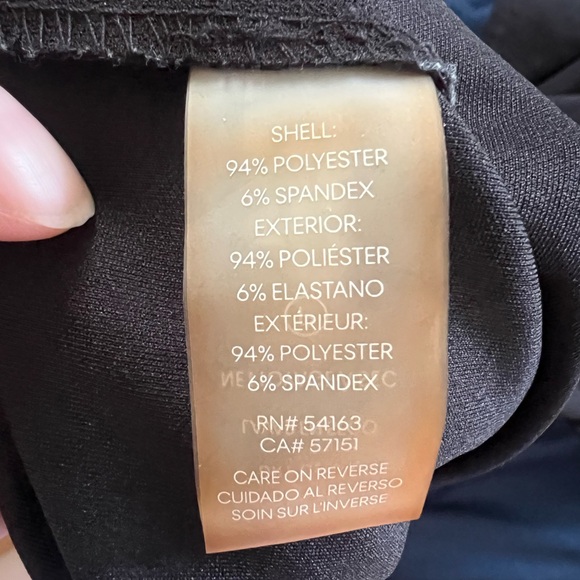 SHELL:
94% POLYESTER
6% SPANDEX
EXTERIOR:
94% POLIÉSTER
6% ELASTANO
EXTÉRIEUR:
94% POLYESTER
6% SPANDEX
RN# 54163
CA# 57151
CARE ON REVERSE
CUIDADO AL REVERSO
SOIN SUR L'INVERSE